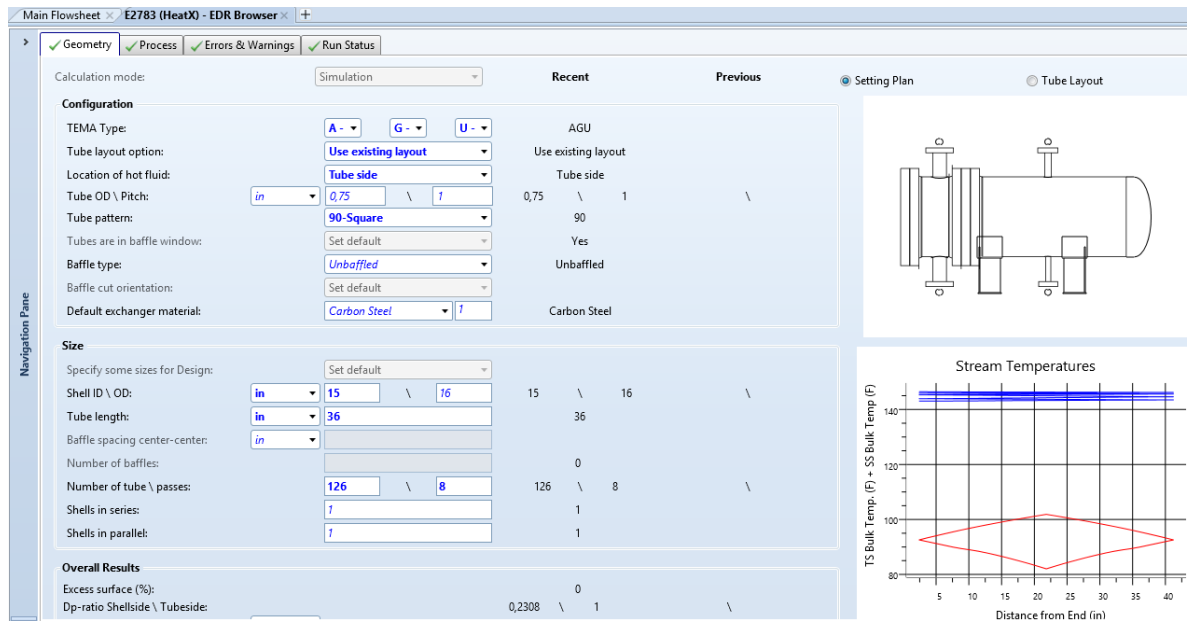 Main Flowsheet × E2783 (HeatX) - EDR Browser × +
> Geometry Process Errors & Warnings Run Status
Calculation mode: Simulation Recent Previous Setting Plan Tube Layout
Configuration
TEMA Type: A - G - U - AGU
Tube layout option: Use existing layout Use existing layout
Location of hot fluid: Tube side Tube side
Tube OD \ Pitch: in 0,75 \ 1 0,75 \ 1 \
Tube pattern: 90-Square 90
Tubes are in baffle window: Set default Yes
Baffle type: Unbaffled Unbaffled
Baffle cut orientation: Set default
Default exchanger material: Carbon Steel 1 Carbon Steel
Navigation Pane
Size
Specify some sizes for Design: Set default
Shell ID \ OD: in 15 \ 16 15 \ 16 \
Tube length: in 36 36
Baffle spacing center-center: in
Number of baffles: 0
Number of tube \ passes: 126 \ 8 126 \ 8 \
Shells in series: 1 1
Shells in parallel: 1 1
Overall Results
Excess surface (%): 0
Dp-ratio Shellside \ Tubeside: 0,2308 \ 1 \
Stream Temperatures
TS Bulk Temp. (F) + SS Bulk Temp (F)
140
120
100
80
5 10 15 20 25 30 35 40
Distance from End (in)